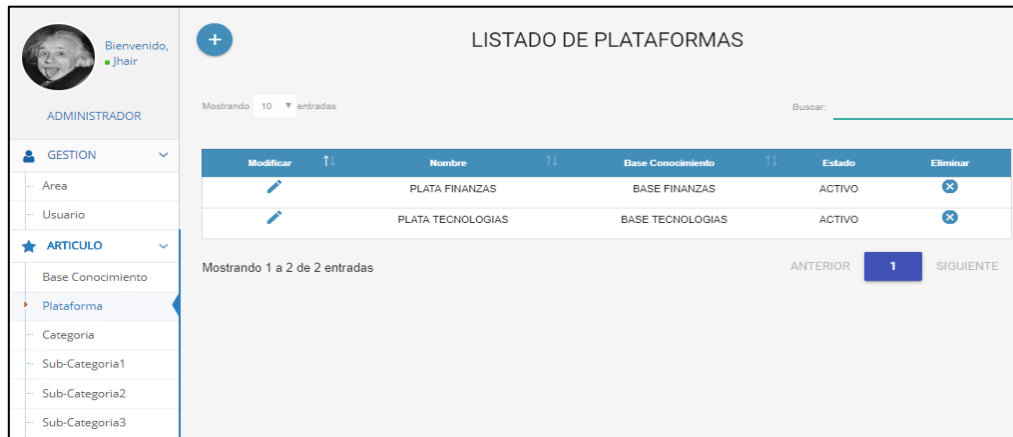 Bienvenido,
Jhair
ADMINISTRADOR
GESTION
Area
Usuario
ARTICULO
Base Conocimiento
Plataforma
Categoria
Sub-Categoria1
Sub-Categoria2
Sub-Categoria3
+
LISTADO DE PLATAFORMAS
Mostrando 10 entradas
Buscar:
Modificar Nombre Base Conocimiento Estado Eliminar
PLATA FINANZAS BASE FINANZAS ACTIVO
PLATA TECNOLOGIAS BASE TECNOLOGIAS ACTIVO
Mostrando 1 a 2 de 2 entradas
ANTERIOR 1 SIGUIENTE